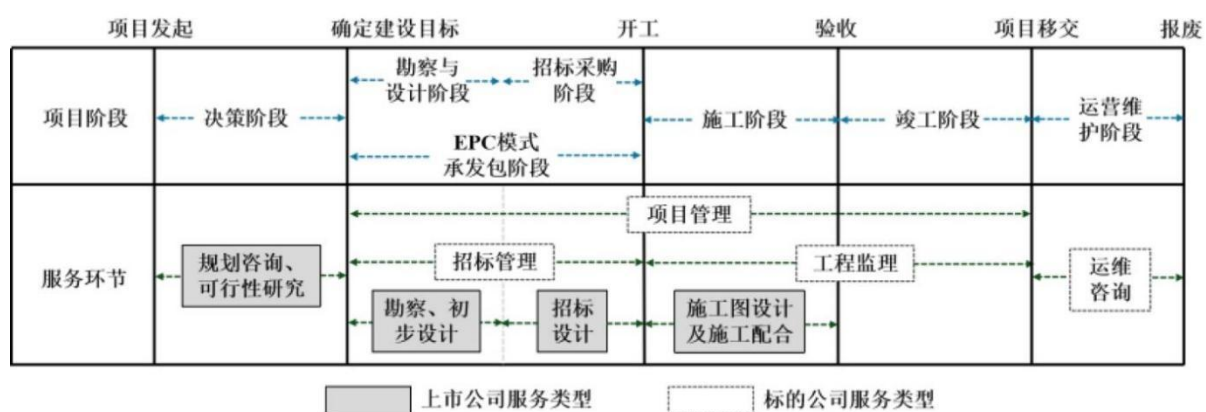 项目发起
确定建设目标
开工
验收
项目移交
报废
项目阶段
决策阶段
勘察与
设计阶段
招标采购
阶段
EPC模式
承发包阶段
施工阶段
竣工阶段
运营维
护阶段
服务环节
规划咨询、
可行性研究
项目管理
招标管理
工程监理
勘察、初
步设计
招标
设计
施工图设计
及施工配合
运维
咨询
上市公司服务类型
标的公司服务类型